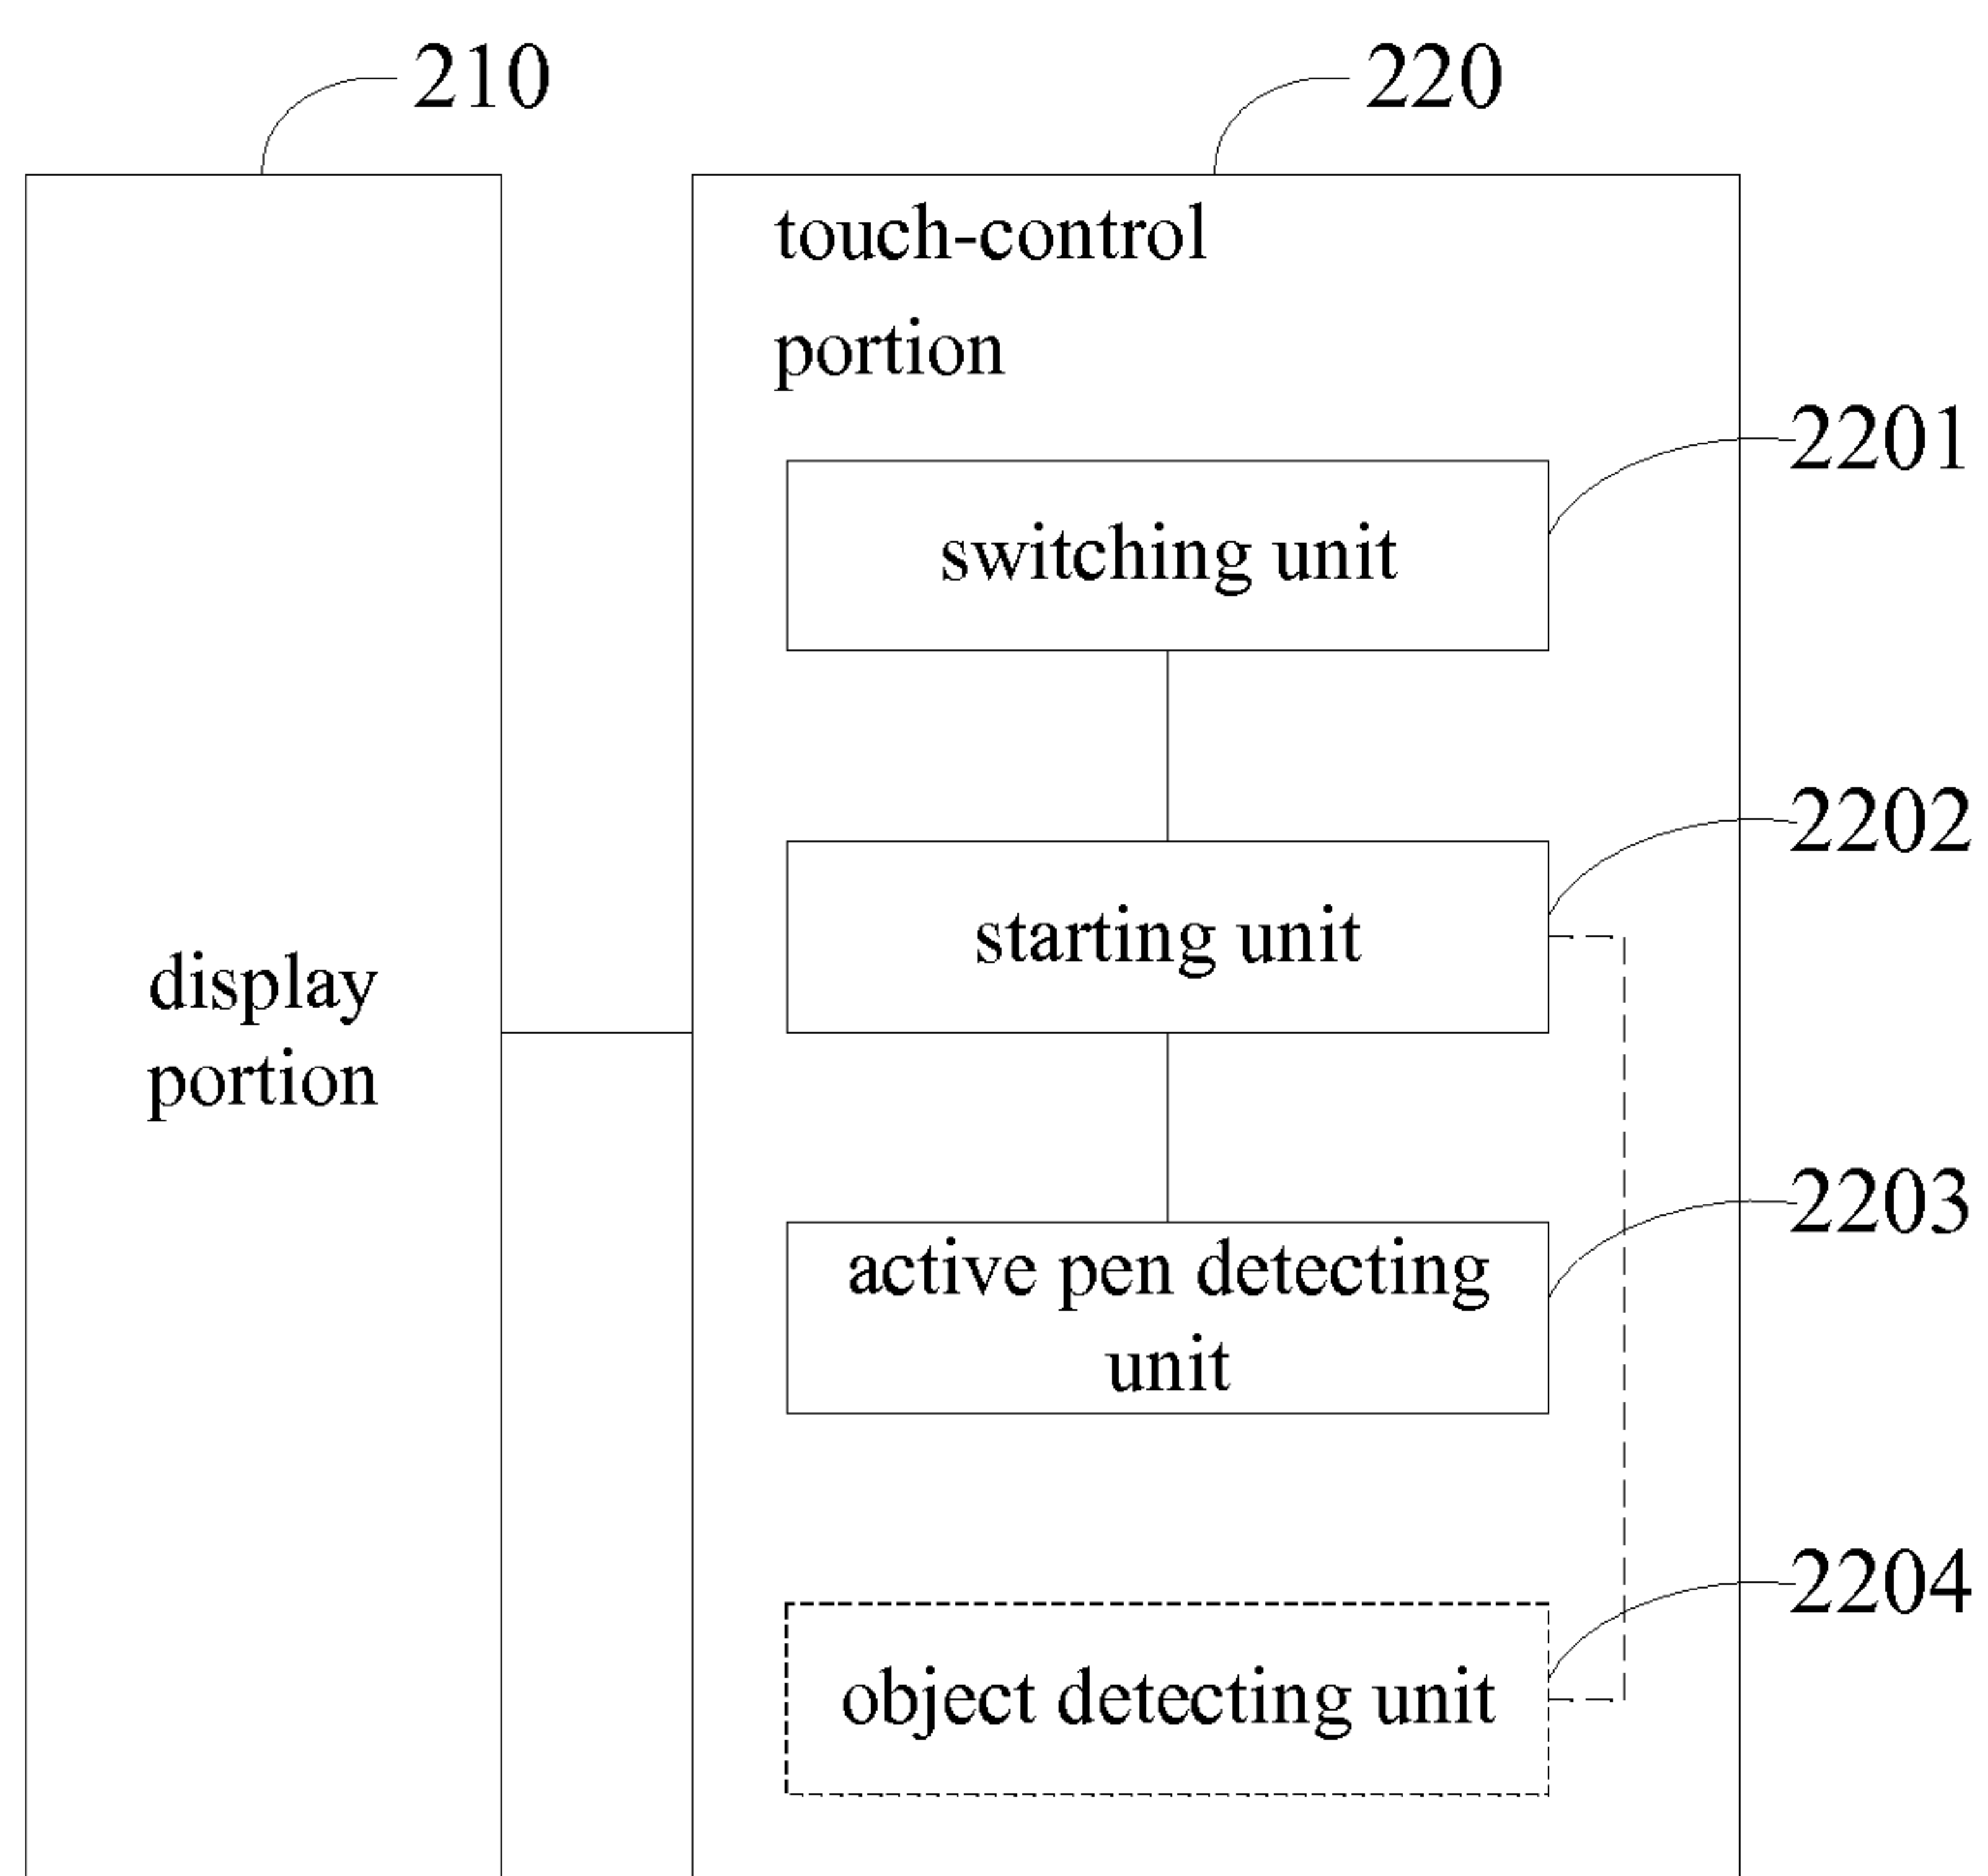 210
220
touch-control
portion
2201
switching unit
2202
starting unit
display
portion
2203
active pen detecting
unit
2204
object detecting unit